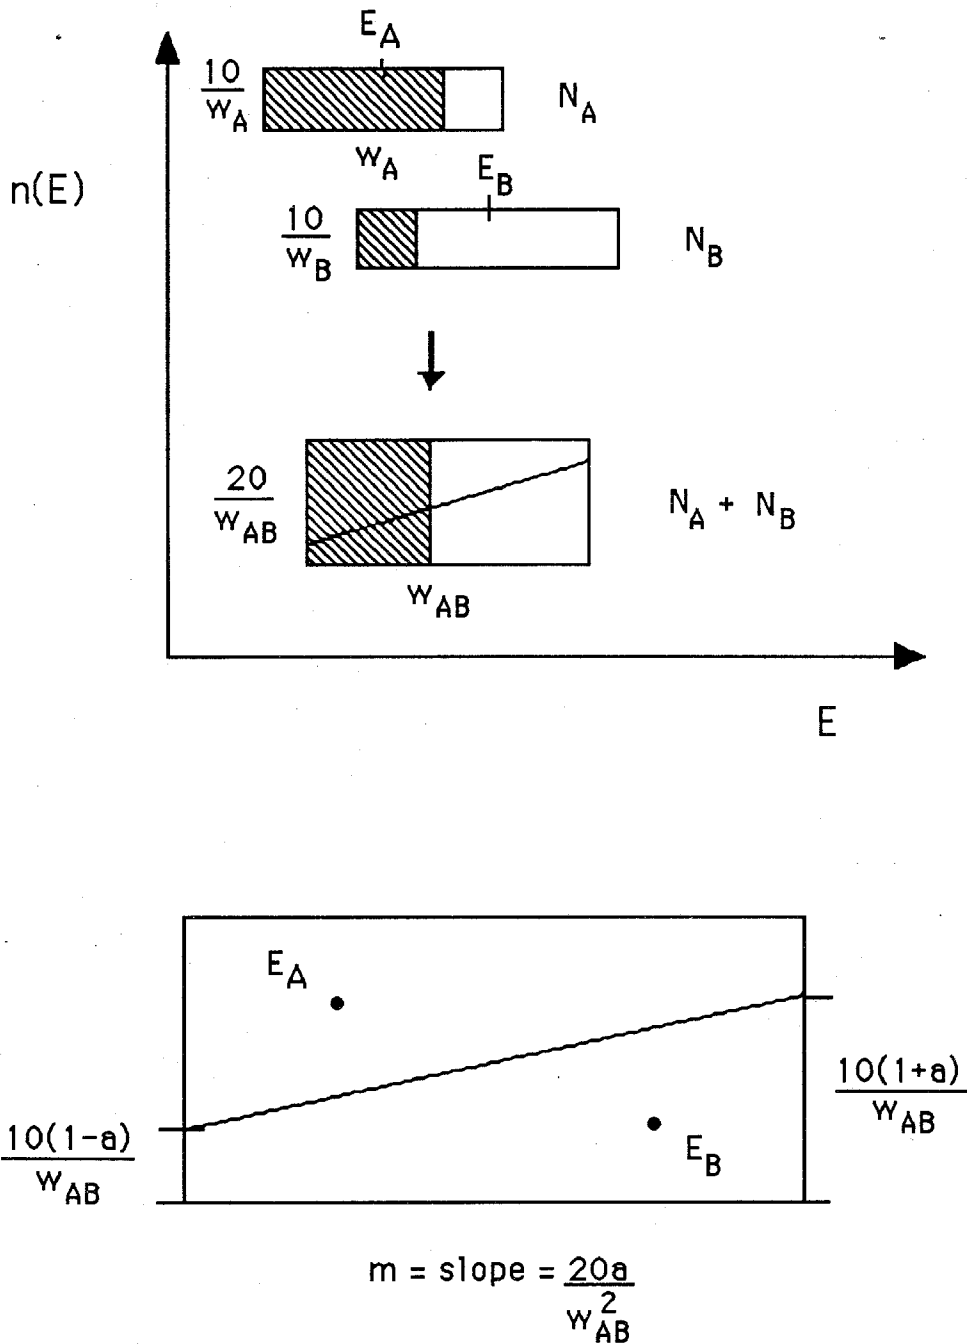 E_A
10/w_A
N_A
w_A
n(E)
E_B
10/w_B
N_B
20/w_AB
N_A + N_B
w_AB
E
E_A
10(1+a)/w_AB
10(1-a)/w_AB
E_B
m = slope = 20a/w_AB^2